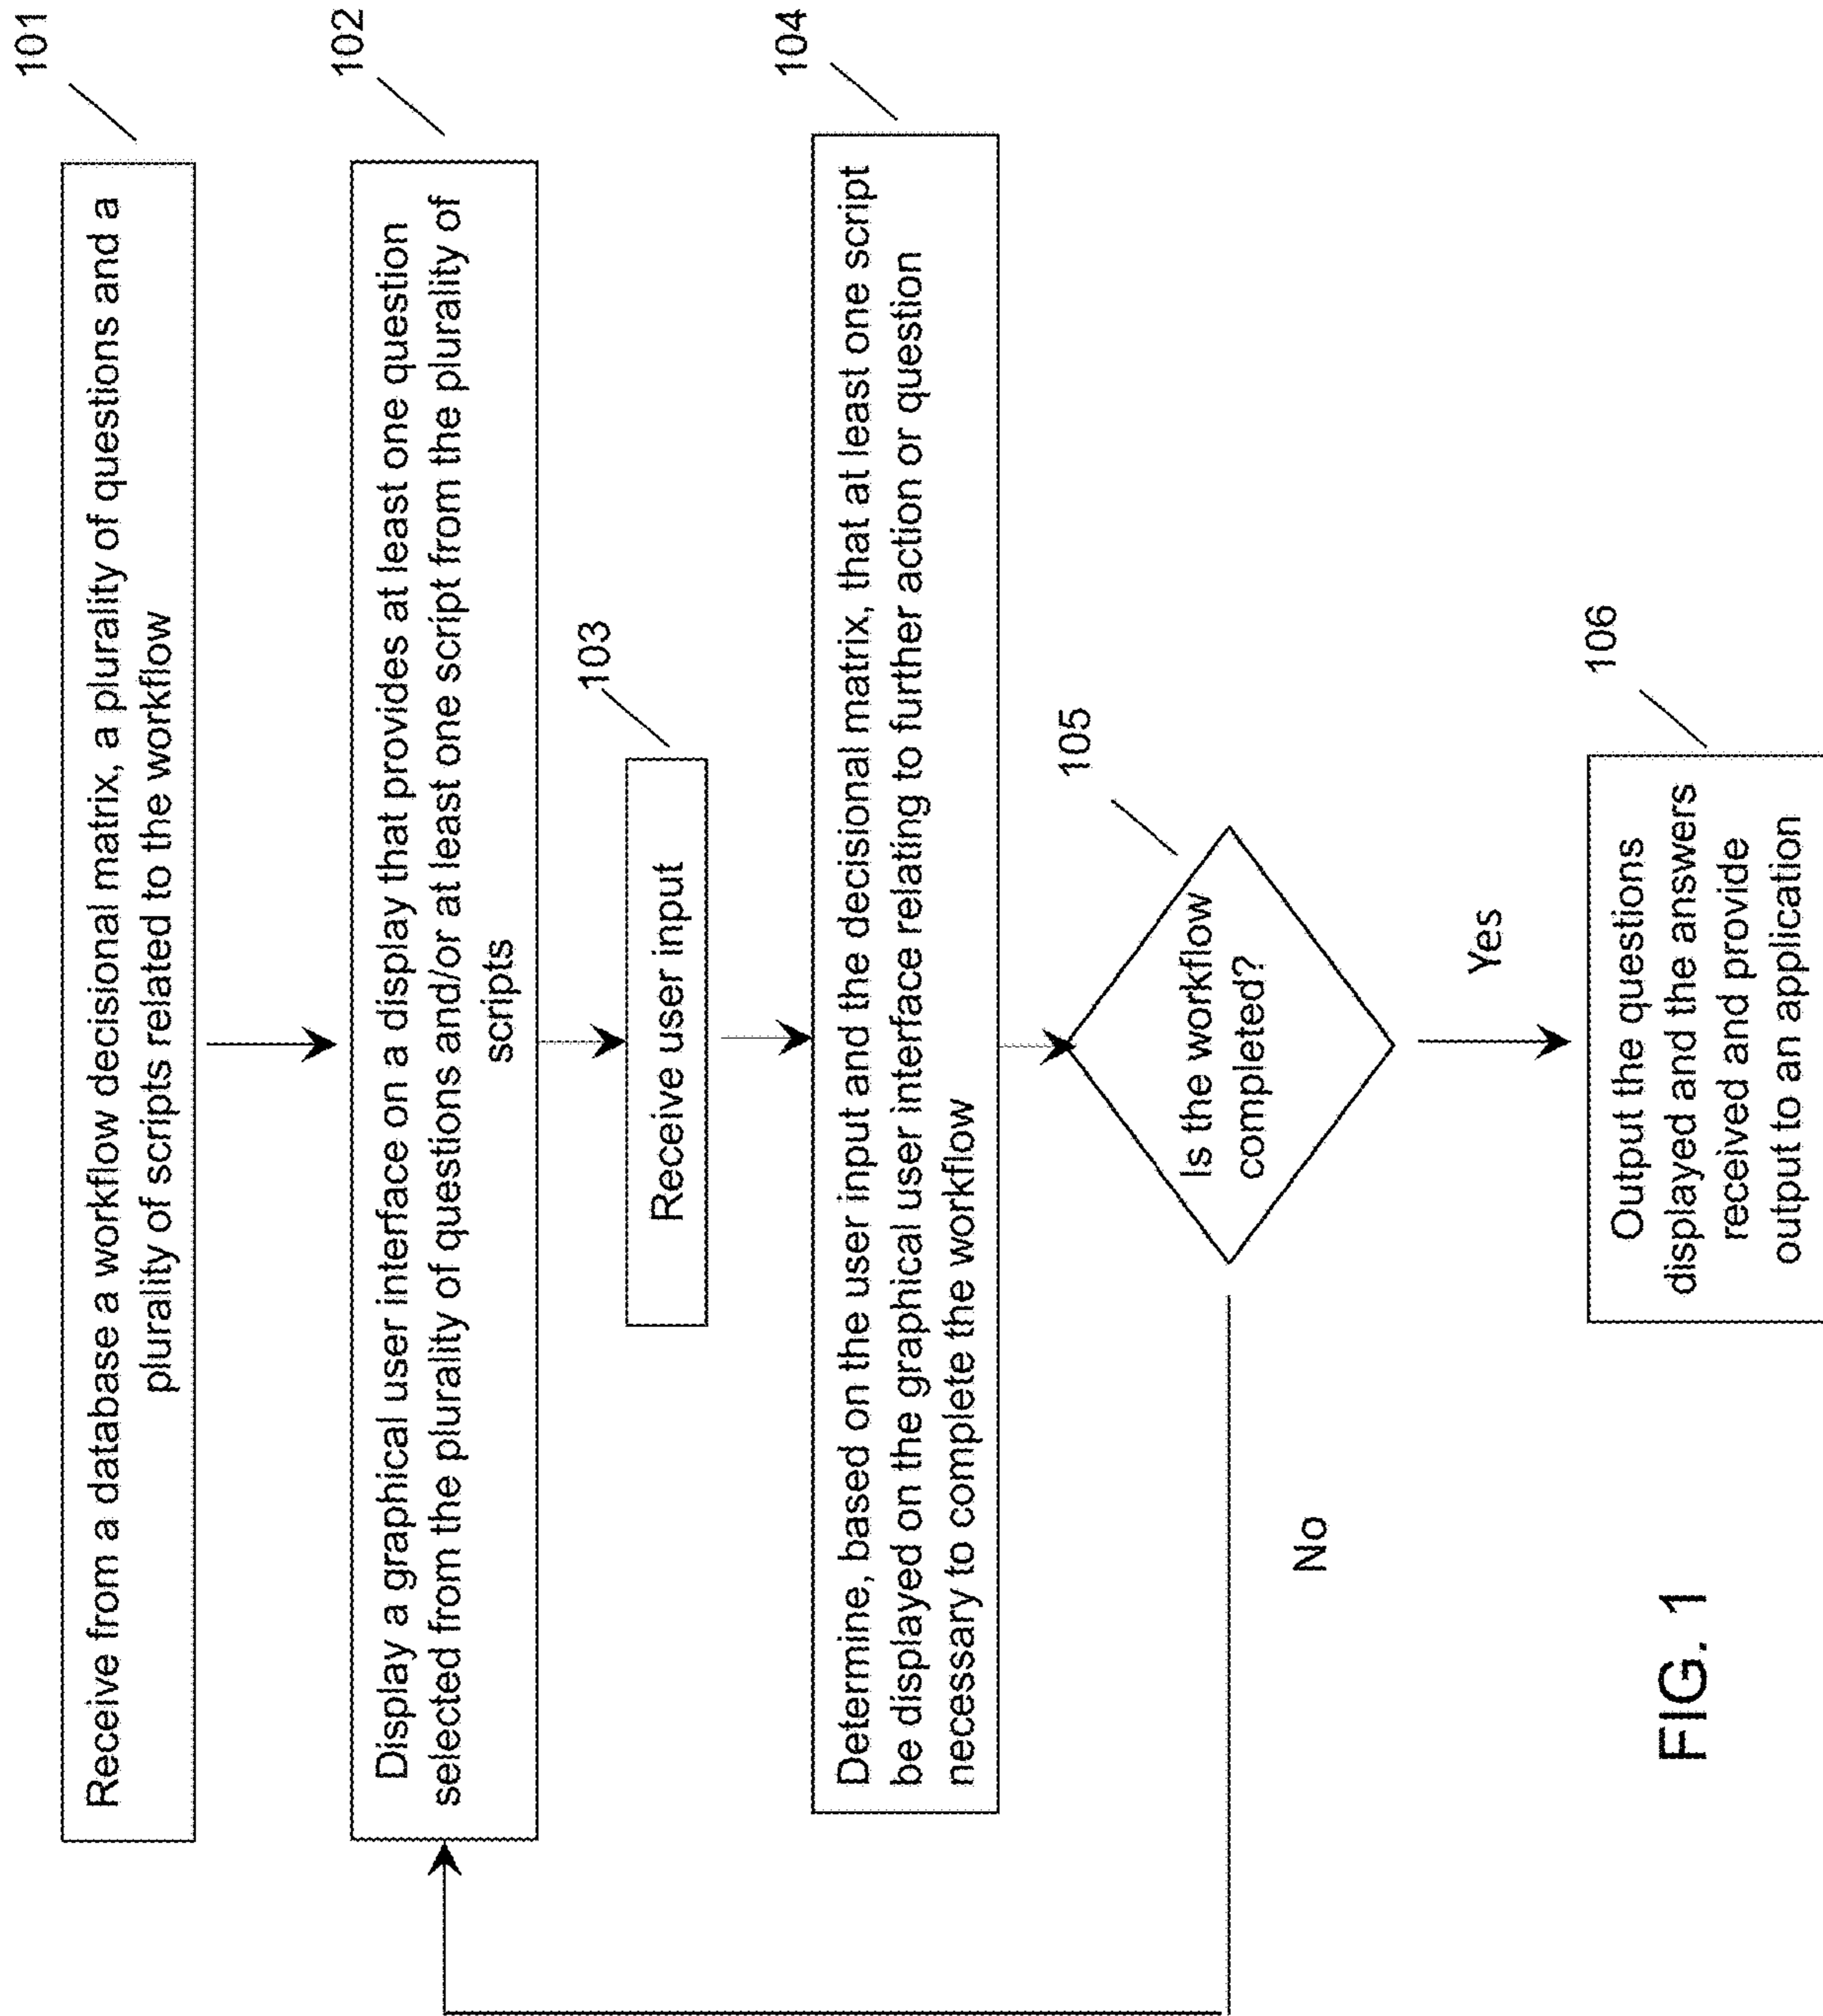 101
Receive from a database a workflow decisional matrix, a plurality of questions and a
plurality of scripts related to the workflow
102
Display a graphical user interface on a display that provides at least one question
selected from the plurality of questions and/or at least one script from the plurality of
scripts
103
Receive user input
104
Determine, based on the user input and the decisional matrix, that at least one script
be displayed on the graphical user interface relating to further action or question
necessary to complete the workflow
105
Is the workflow
completed?
No
Yes
106
Output the questions
displayed and the answers
received and provide
output to an application
FIG. 1